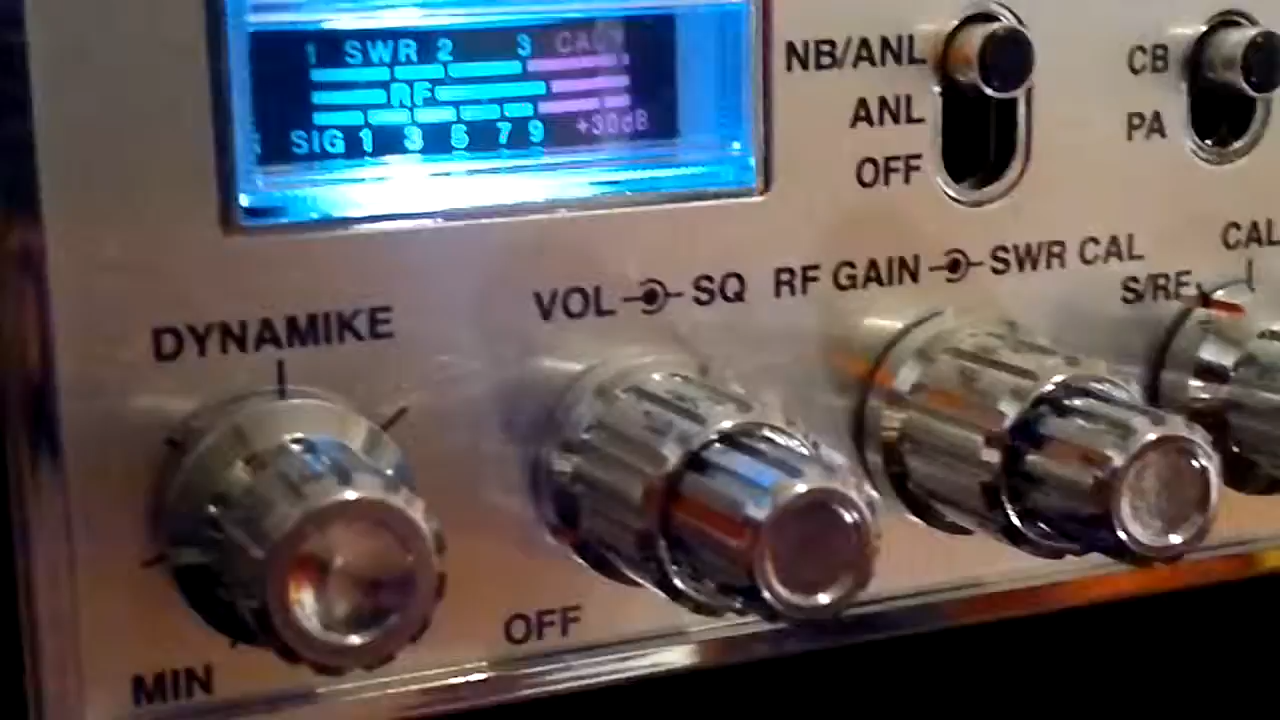 1 SWR 2 3
RF
SIG 1 3 5 7 9 +30dB
NB/ANL
ANL
OFF
CB
PA
DYNAMIKE
VOL SQ
RF GAIN SWR CAL
S/RF
CAL
MIN
OFF